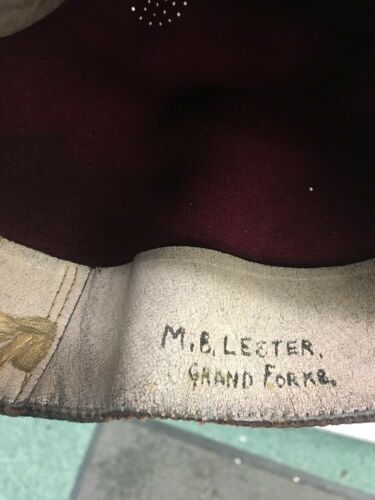 M.B. LESTER.
GRAND FORKS.